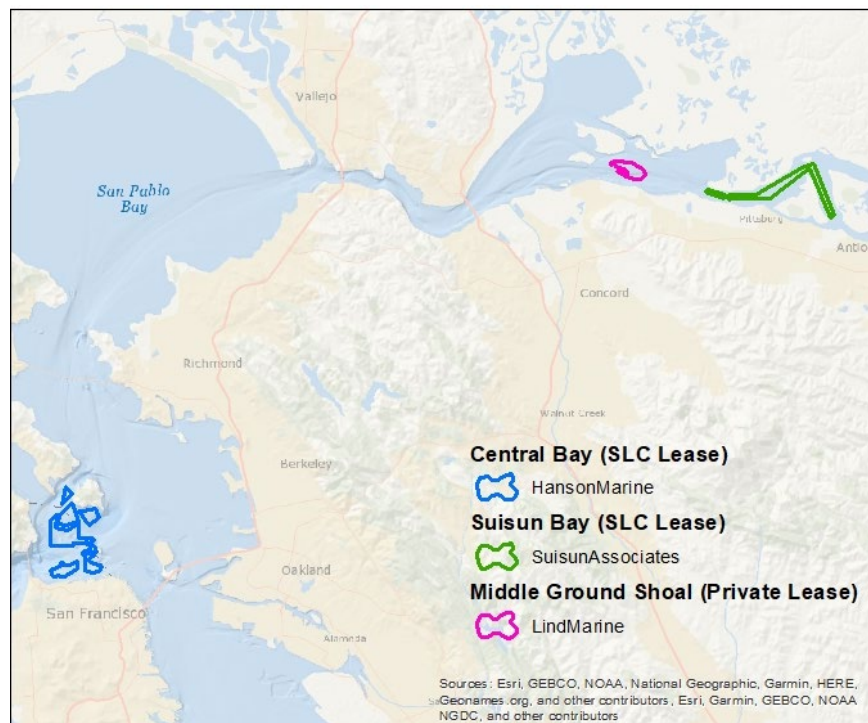 Vallejo
San Pablo
Bay
Pittsburg
Antio
Concord
Richmond
Walnut Creek
Berkeley
Central Bay (SLC Lease)
HansonMarine
Suisun Bay (SLC Lease)
SuisunAssociates
Oakland
Middle Ground Shoal (Private Lease)
San Francisco
LindMarine
Alameda
Sources: Esri, GEBCO, NOAA, National Geographic, Garmin, HERE,
Geonames.org, and other contributors, Esri, Garmin, GEBCO, NOAA
NGDC, and other contributors